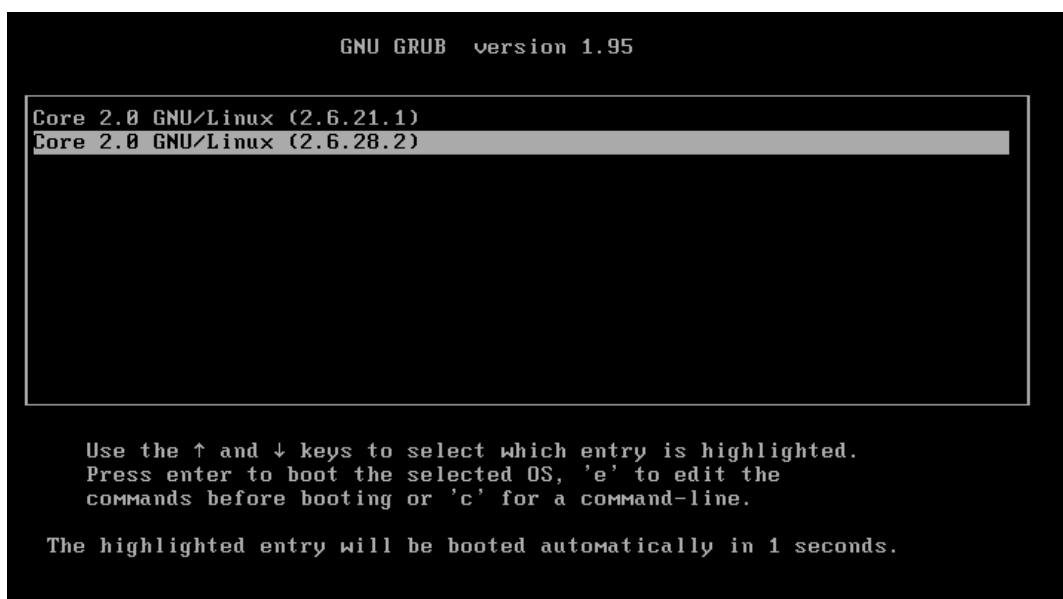 GNU GRUB version 1.95
Core 2.0 GNU/Linux (2.6.21.1)
Core 2.0 GNU/Linux (2.6.28.2)
Use the ↑ and ↓ keys to select which entry is highlighted.
Press enter to boot the selected OS, 'e' to edit the
commands before booting or 'c' for a command-line.
The highlighted entry will be booted automatically in 1 seconds.